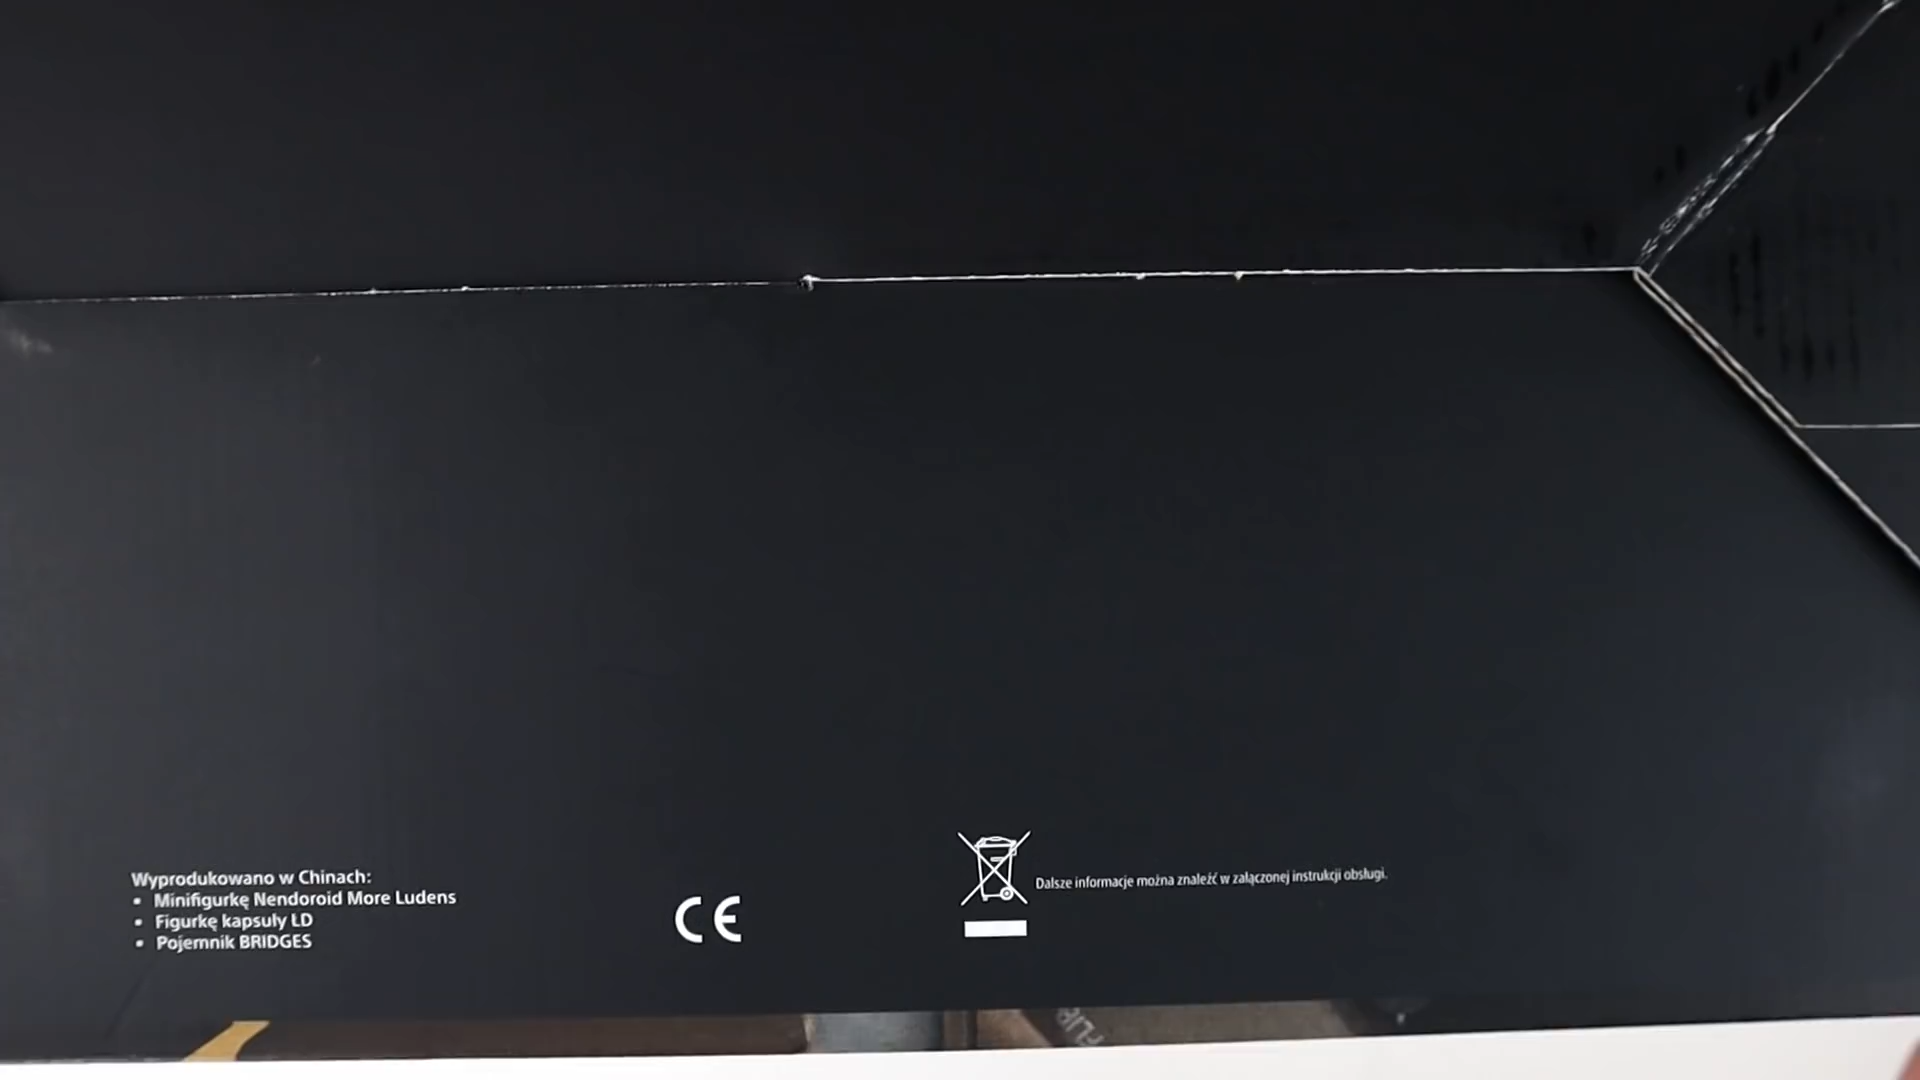 Wyprodukowano w Chinach:
• Minifigurkę Nendoroid More Ludens
• Figurkę kapsuły LD
• Pojemnik BRIDGES
CE
Dalsze informacje można znaleźć w załączonej instrukcji obsługi.